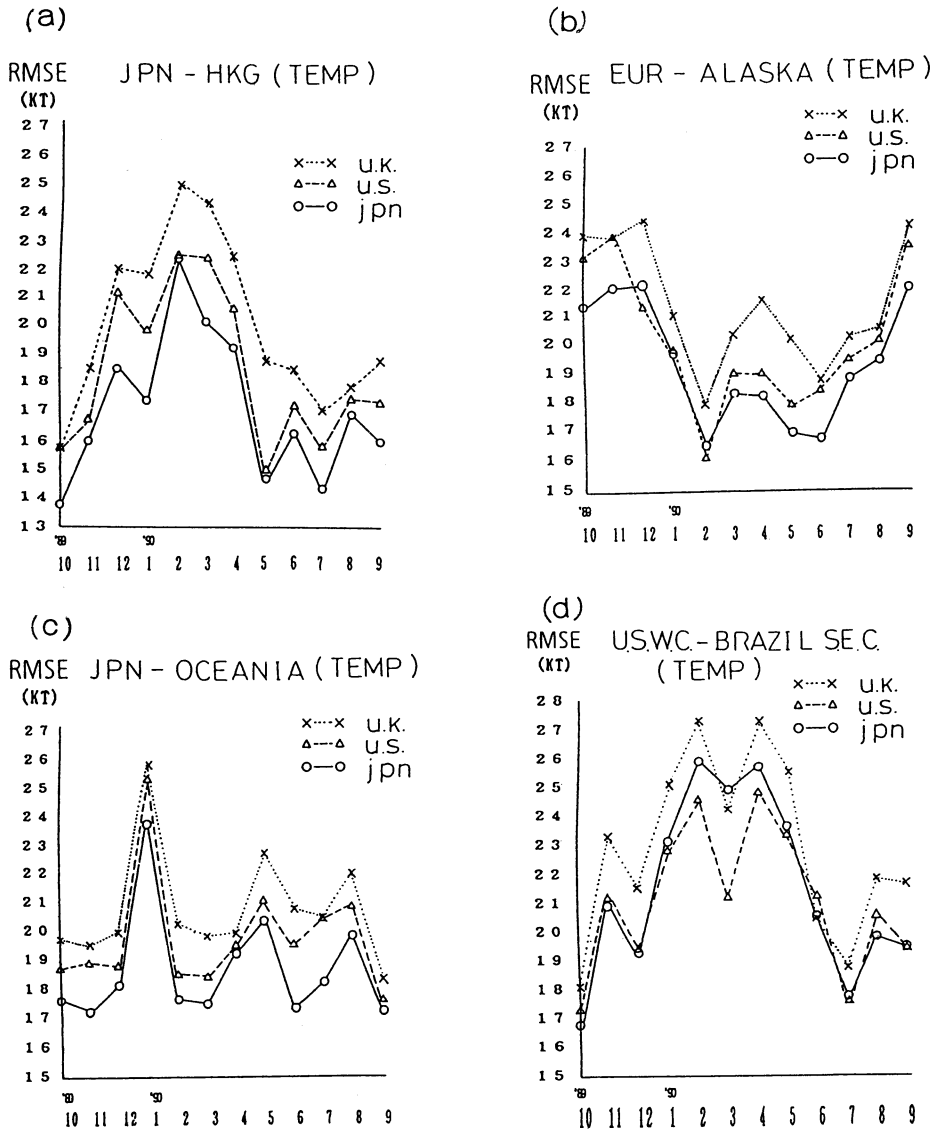 (a)
RMSE
(KT)
JPN - HKG (TEMP)
u.k.
u.s.
jpn
27
26
25
24
23
22
21
20
19
18
17
16
15
14
13
'89
'90
10 11 12 1 2 3 4 5 6 7 8 9
(b)
RMSE
(KT)
EUR - ALASKA (TEMP)
u.k.
u.s.
jpn
27
26
25
24
23
22
21
20
19
18
17
16
15
'89
'90
10 11 12 1 2 3 4 5 6 7 8 9
(c)
RMSE
(KT)
JPN - OCEANIA (TEMP)
u.k.
u.s.
jpn
27
26
25
24
23
22
21
20
19
18
17
16
15
'89
'90
10 11 12 1 2 3 4 5 6 7 8 9
(d)
RMSE
(KT)
U.S.W.C.-BRAZIL S.E.C.
(TEMP)
u.k.
u.s.
jpn
28
27
26
25
24
23
22
21
20
19
18
17
16
15
'89
'90
10 11 12 1 2 3 4 5 6 7 8 9